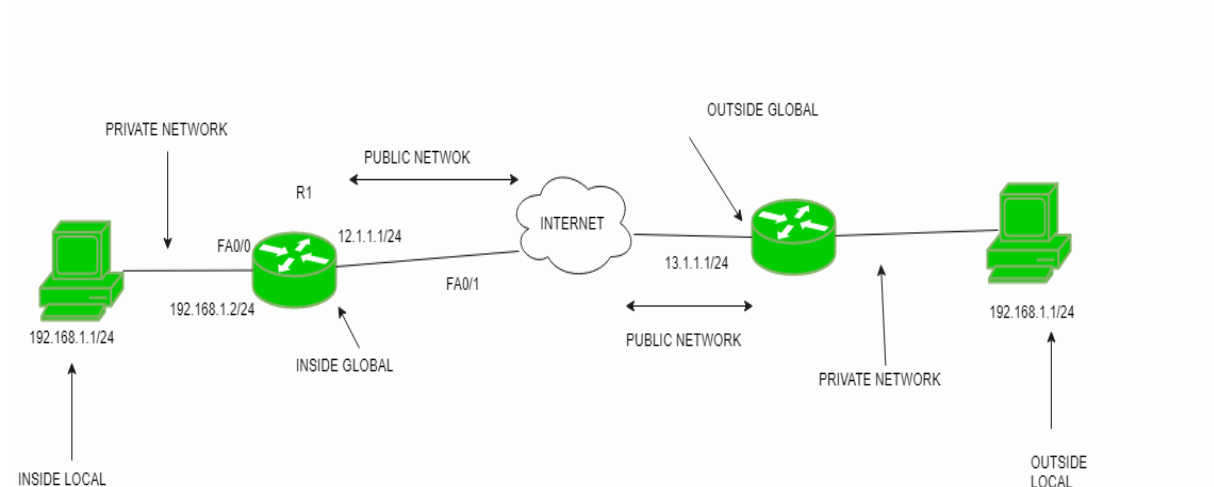 OUTSIDE GLOBAL
PRIVATE NETWORK
PUBLIC NETWOK
R1
INTERNET
12.1.1.1/24
FA0/0
13.1.1.1/24
FA0/1
192.168.1.2/24
192.168.1.1/24
192.168.1.1/24
PUBLIC NETWORK
INSIDE GLOBAL
PRIVATE NETWORK
OUTSIDE
LOCAL
INSIDE LOCAL